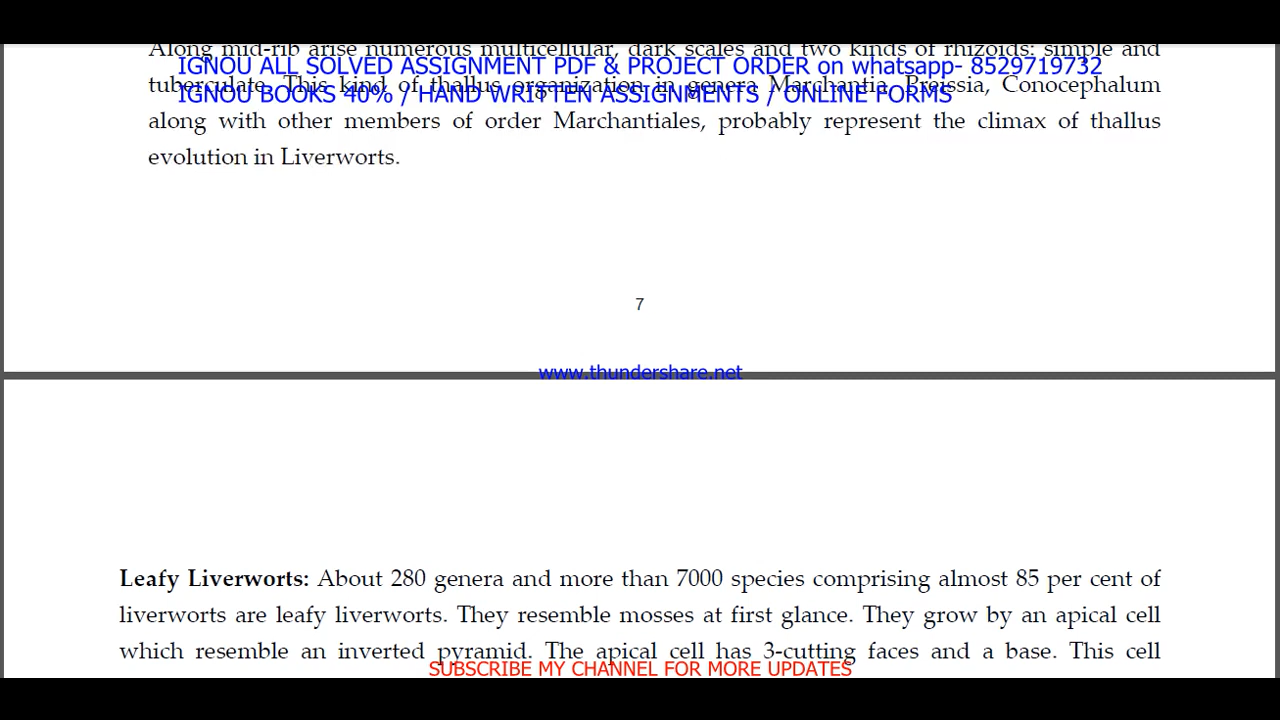 Along mid-rib arise numerous multicellular, dark scales and two kinds of rhizoids: simple and
IGNOU ALL SOLVED ASSIGNMENT PDF & PROJECT ORDER on whatsapp- 8529719732
tuberculate. This kind of thallus organization in genera Marchantia, Preissia, Conocephalum
IGNOU BOOKS 40% / HAND WRITTEN ASSIGNMENTS / ONLINE FORMS
along with other members of order Marchantiales, probably represent the climax of thallus
evolution in Liverworts.
7
www.thundershare.net
Leafy Liverworts: About 280 genera and more than 7000 species comprising almost 85 per cent of
liverworts are leafy liverworts. They resemble mosses at first glance. They grow by an apical cell
which resemble an inverted pyramid. The apical cell has 3-cutting faces and a base. This cell
SUBSCRIBE MY CHANNEL FOR MORE UPDATES